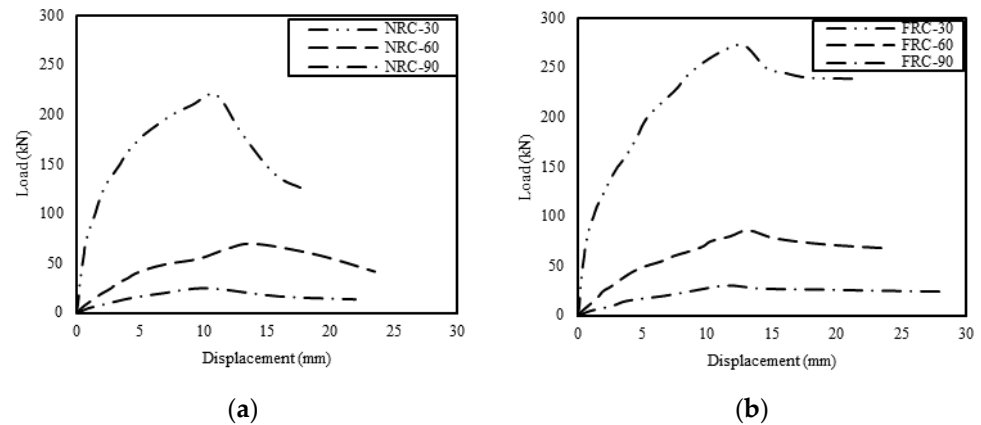 300
250
200
150
100
50
0
Load (kN)
NRC-30
NRC-60
NRC-90
0 5 10 15 20 25 30
Displacement (mm)
(a)
300
250
200
150
100
50
0
Load (kN)
FRC-30
FRC-60
FRC-90
0 5 10 15 20 25 30
Displacement (mm)
(b)